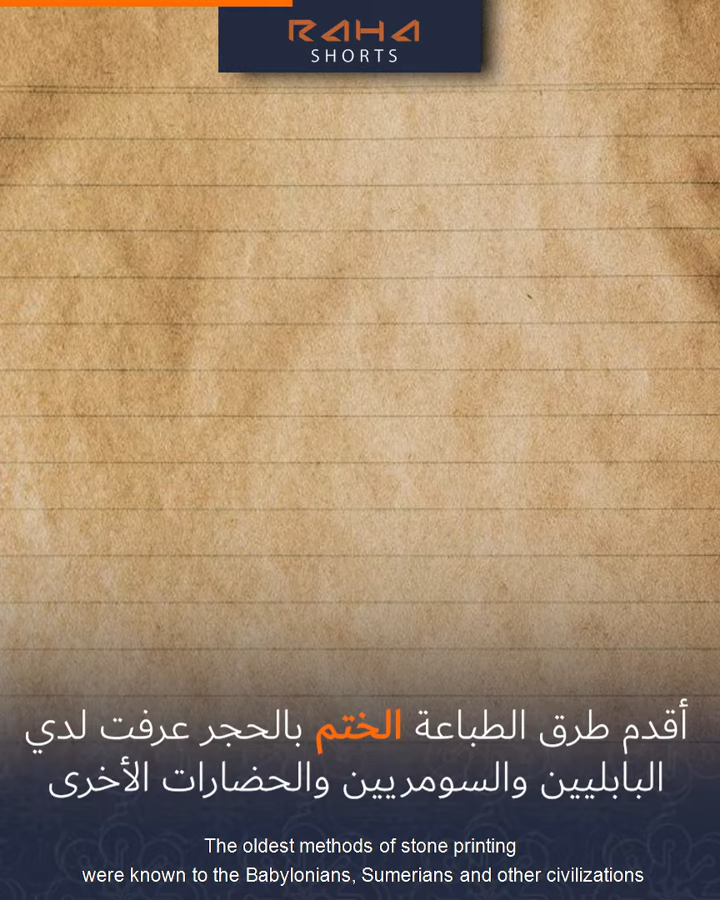 RAHA
SHORTS
أقدم طرق الطباعة الختم بالحجر عرفت لدي
البابليين والسومريين والحضارات الأخرى
The oldest methods of stone printing
were known to the Babylonians, Sumerians and other civilizations